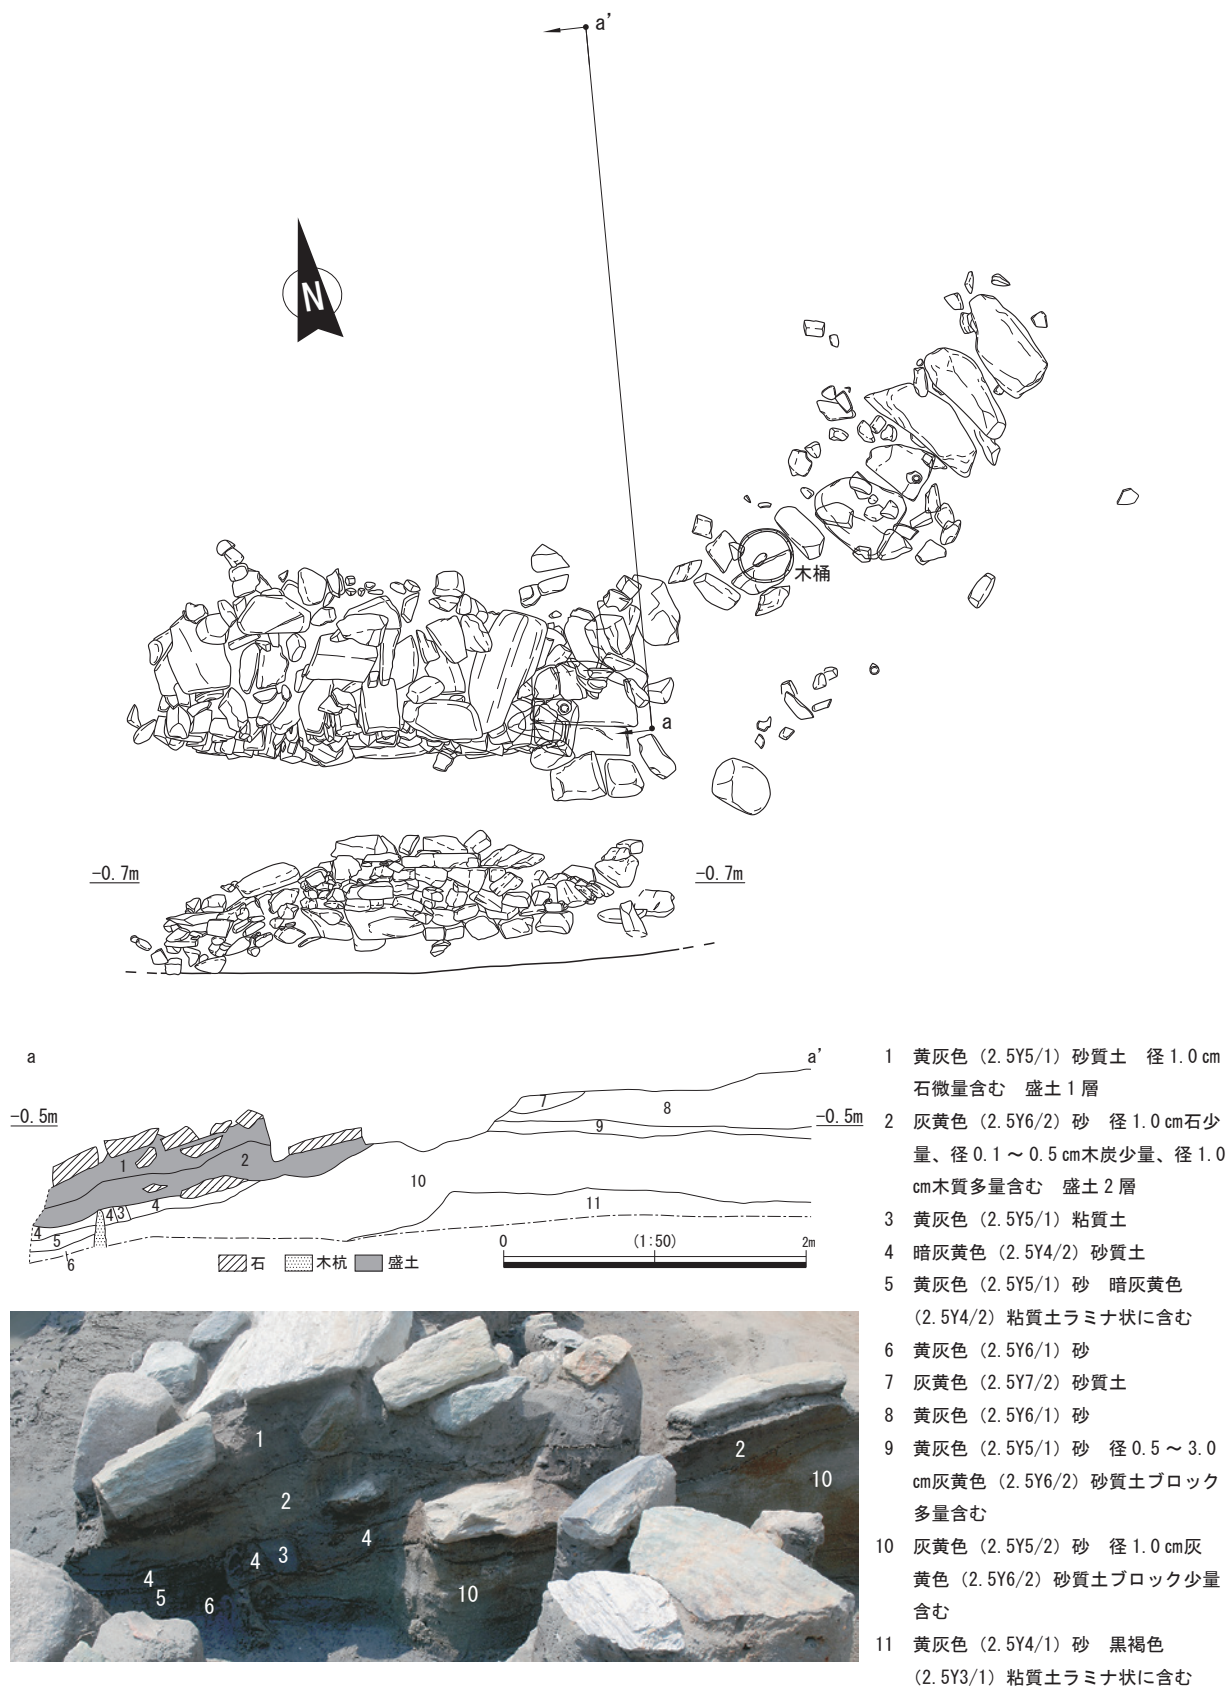 a’
N
木桶
a
-0.7m
-0.7m
a
a’
-0.5m
-0.5m
7
8
9
1
2
10
4
3
4
11
4
5
6
石
木杭
盛土
0
(1:50)
2m
1
2
2
10
4
4
3
4
5
6
10
1 黄灰色（2.5Y5/1）砂質土　径1.0㎝
石微量含む　盛土1層
2 灰黄色（2.5Y6/2）砂　径1.0㎝石少
量、径0.1～0.5㎝木炭少量、径1.0
㎝木質多量含む　盛土2層
3 黄灰色（2.5Y5/1）粘質土
4 暗灰黄色（2.5Y4/2）砂質土
5 黄灰色（2.5Y5/1）砂　暗灰黄色
（2.5Y4/2）粘質土ラミナ状に含む
6 黄灰色（2.5Y6/1）砂
7 灰黄色（2.5Y7/2）砂質土
8 黄灰色（2.5Y6/1）砂
9 黄灰色（2.5Y5/1）砂　径0.5～3.0
㎝灰黄色（2.5Y6/2）砂質土ブロック
多量含む
10 灰黄色（2.5Y5/2）砂　径1.0㎝灰
黄色（2.5Y6/2）砂質土ブロック少量
含む
11 黄灰色（2.5Y4/1）砂　黒褐色
（2.5Y3/1）粘質土ラミナ状に含む